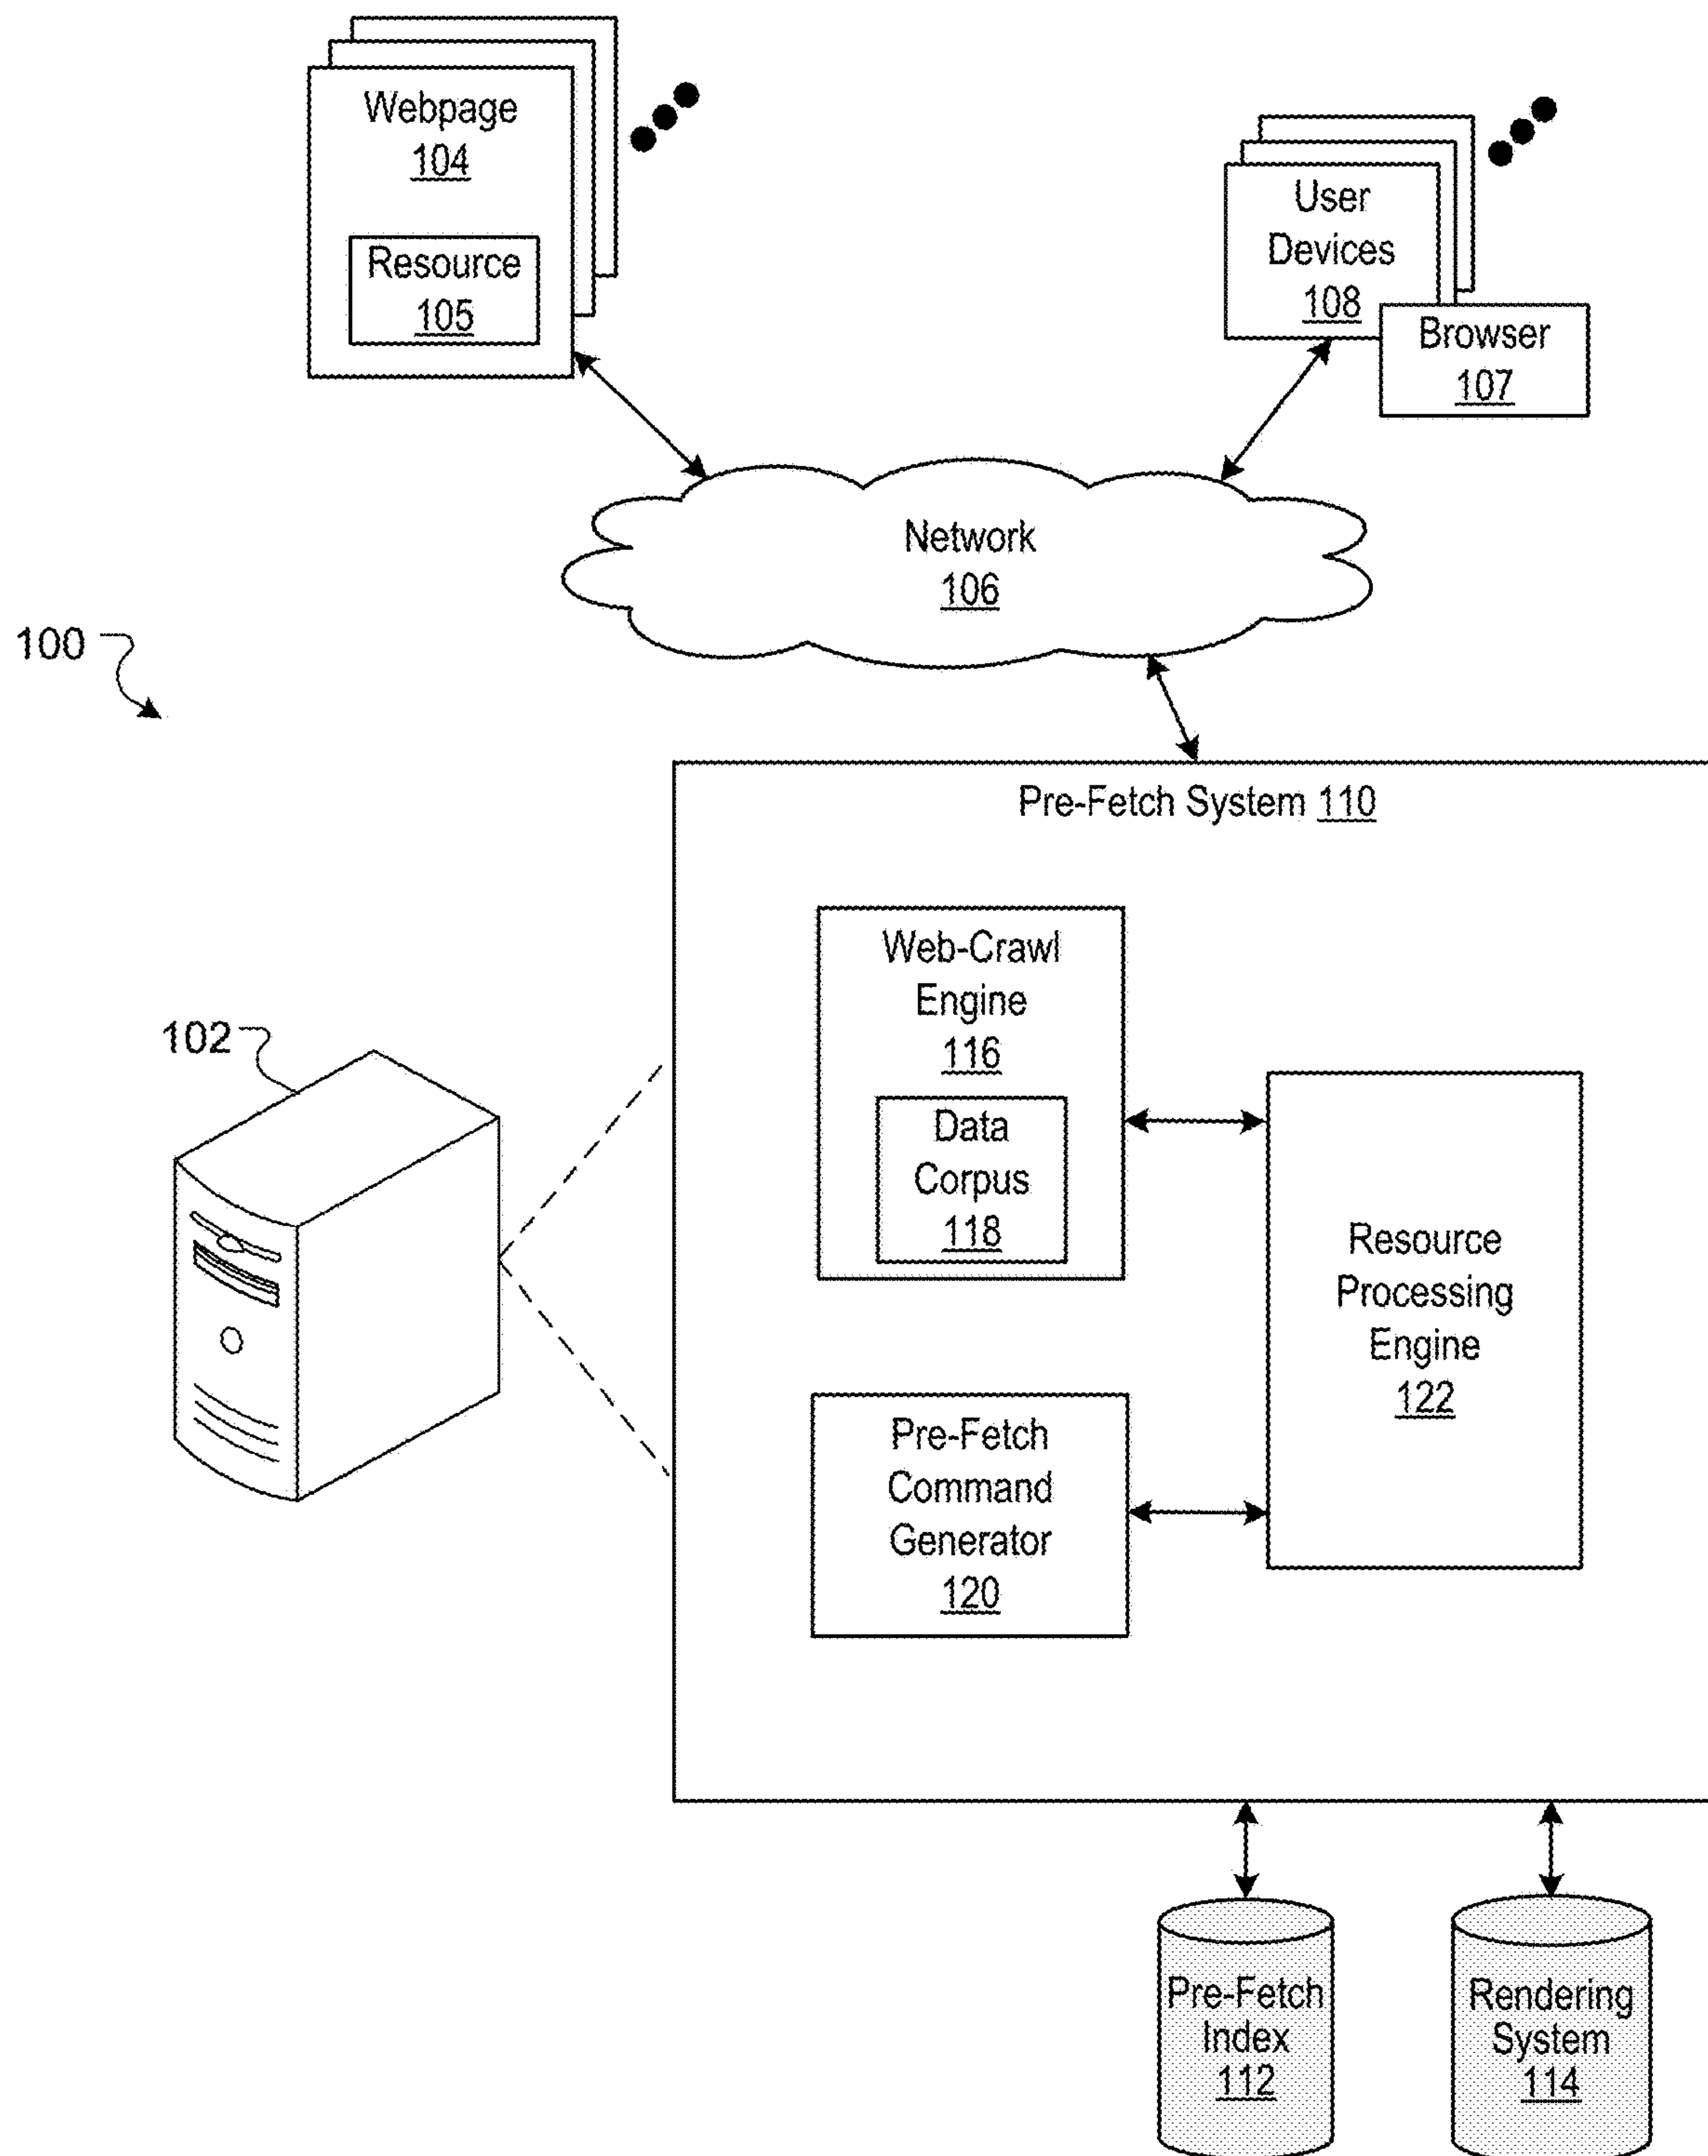 Webpage
104
Resource
105
User
Devices
108
Browser
107
Network
106
100
Pre-Fetch System 110
Web-Crawl
Engine
116
Data
Corpus
118
102
Resource
Processing
Engine
122
Pre-Fetch
Command
Generator
120
Pre-Fetch
Index
112
Rendering
System
114